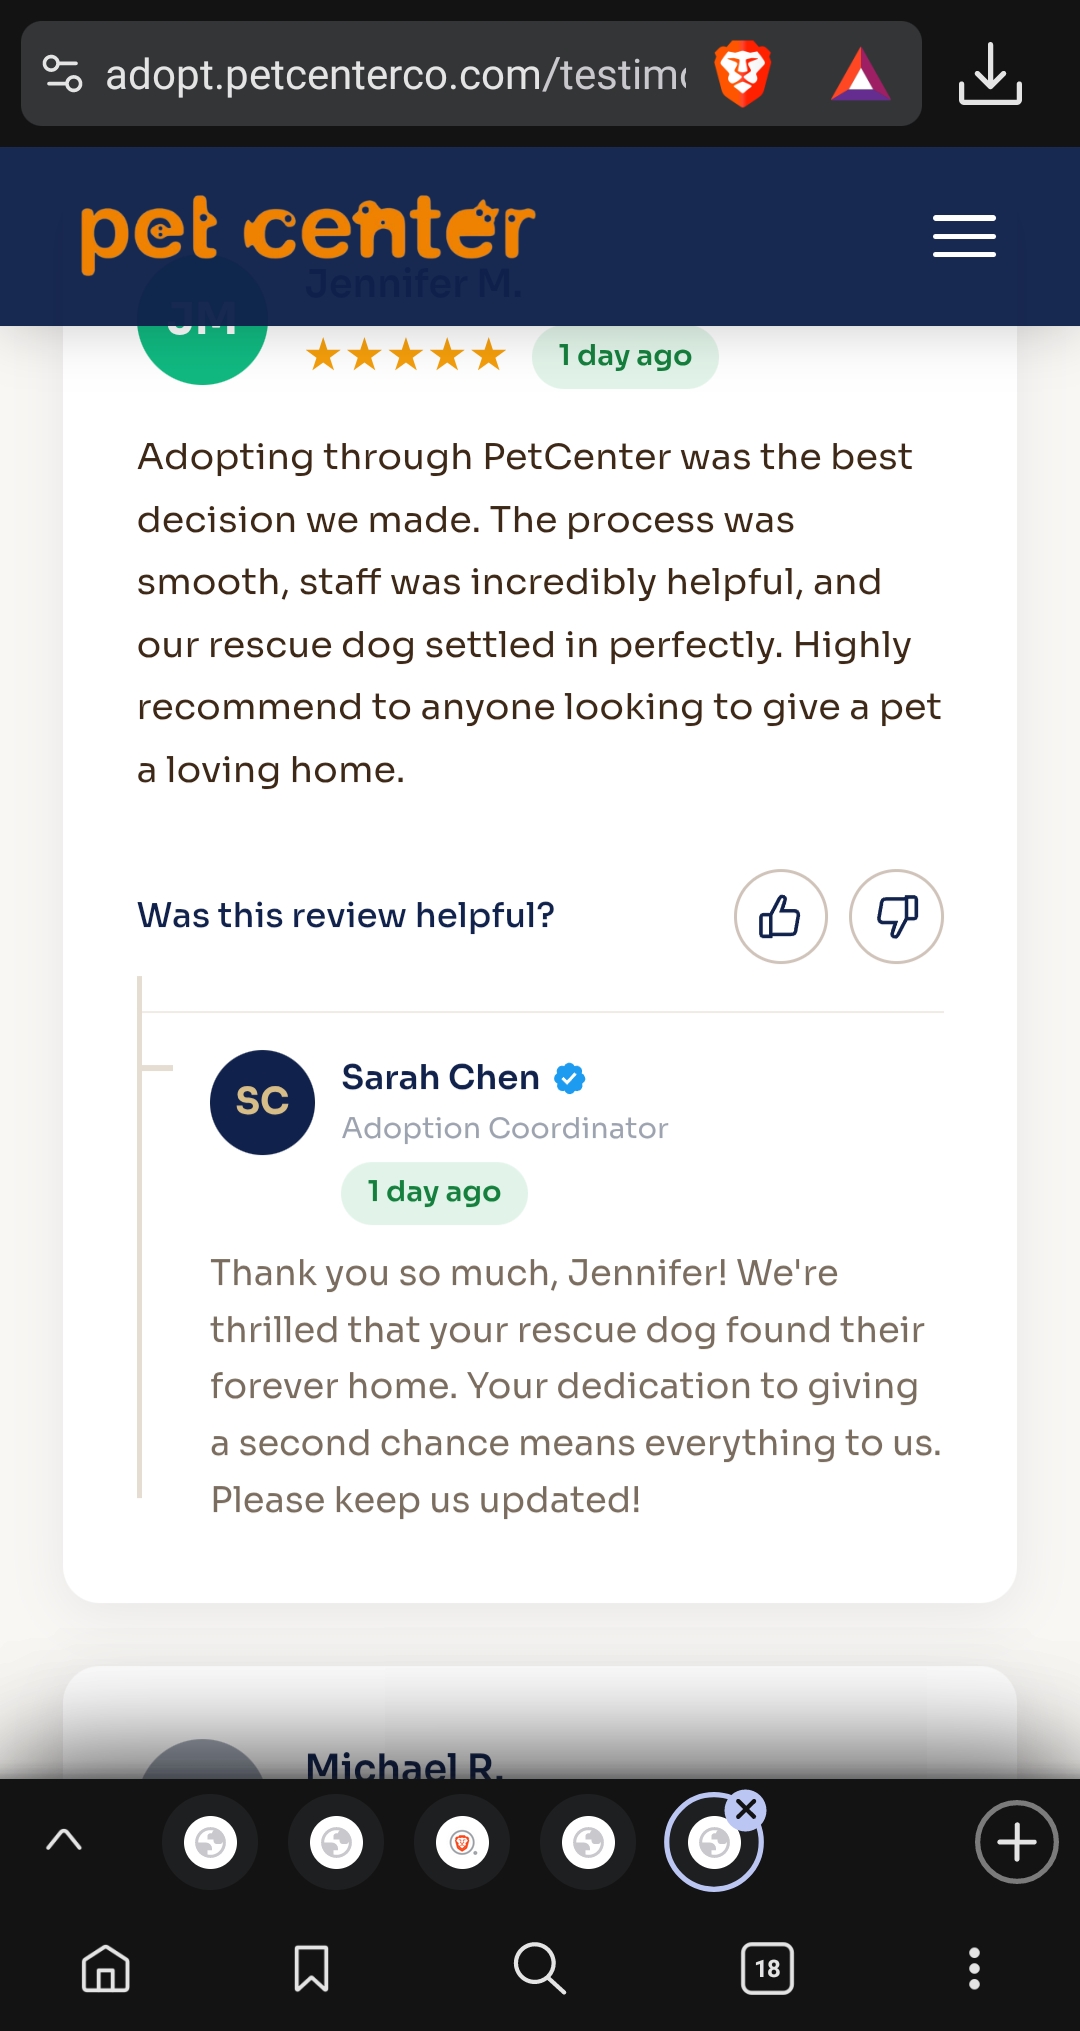 adopt.petcenterco.com/testimo
pet center
Jennifer M.
JM
1 day ago
Adopting through PetCenter was the best
decision we made. The process was
smooth, staff was incredibly helpful, and
our rescue dog settled in perfectly. Highly
recommend to anyone looking to give a pet
a loving home.
Was this review helpful?
SC
Sarah Chen
Adoption Coordinator
1 day ago
Thank you so much, Jennifer! We're
thrilled that your rescue dog found their
forever home. Your dedication to giving
a second chance means everything to us.
Please keep us updated!
Michael R.
18